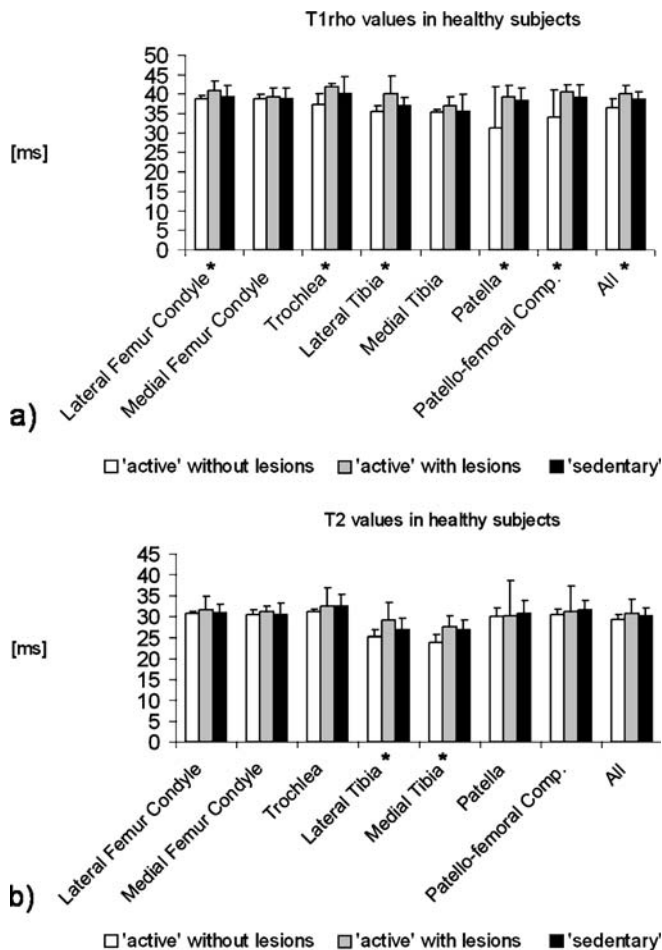 T1rho values in healthy subjects
50
45
40
35
30
25
20
15
10
5
0
[ms]
Lateral Femur Condyle *
Medial Femur Condyle
Trochlea *
Lateral Tibia *
Medial Tibia
Patella *
Patello-femoral Comp. *
All *
a)
'active' without lesions 'active' with lesions 'sedentary'
T2 values in healthy subjects
45
40
35
30
25
20
15
10
5
0
[ms]
Lateral Femur Condyle
Medial Femur Condyle
Trochlea
Lateral Tibia *
Medial Tibia *
Patella
Patello-femoral Comp.
All
b)
'active' without lesions 'active' with lesions 'sedentary'